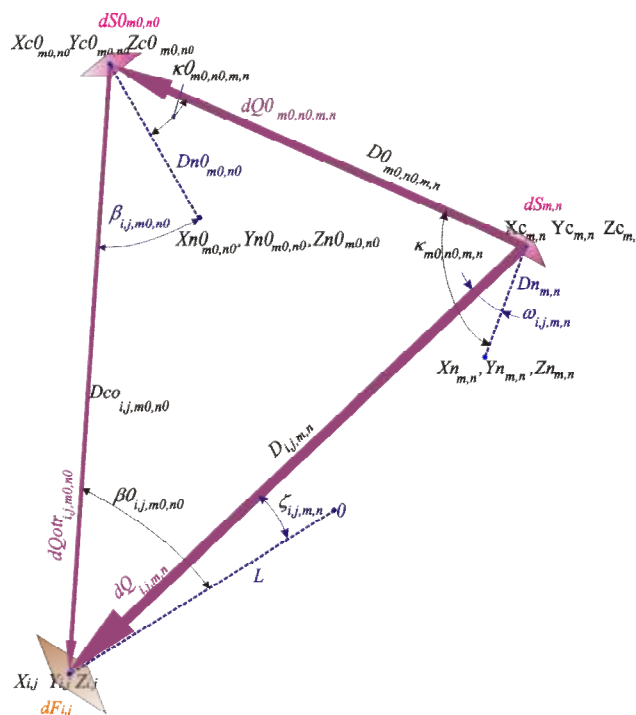 dS0m0,n0
Xc0m0,n0 Yc0m0,n0 Zc0m0,n0
κ0m0,n0,m,n
dQ0m0,n0,m,n
D0m0,n0,m,n
Dn0m0,n0
βi,j,m0,n0
Xn0m0,n0, Yn0m0,n0, Zn0m0,n0
dSm,n
Xcm,n Ycm,n Zcm,
κm0,n0,m,n
Dnm,n
ωi,j,m,n
Xnm,n, Ynm,n, Znm,n
Dcoi,j,m0,n0
Di,j,m,n
dQotri,j,m0,n0
β0i,j,m0,n0
ζi,j,m,n
0
dQi,j,m,n
L
Xi,j Yi,j Zi,j
dFi,j